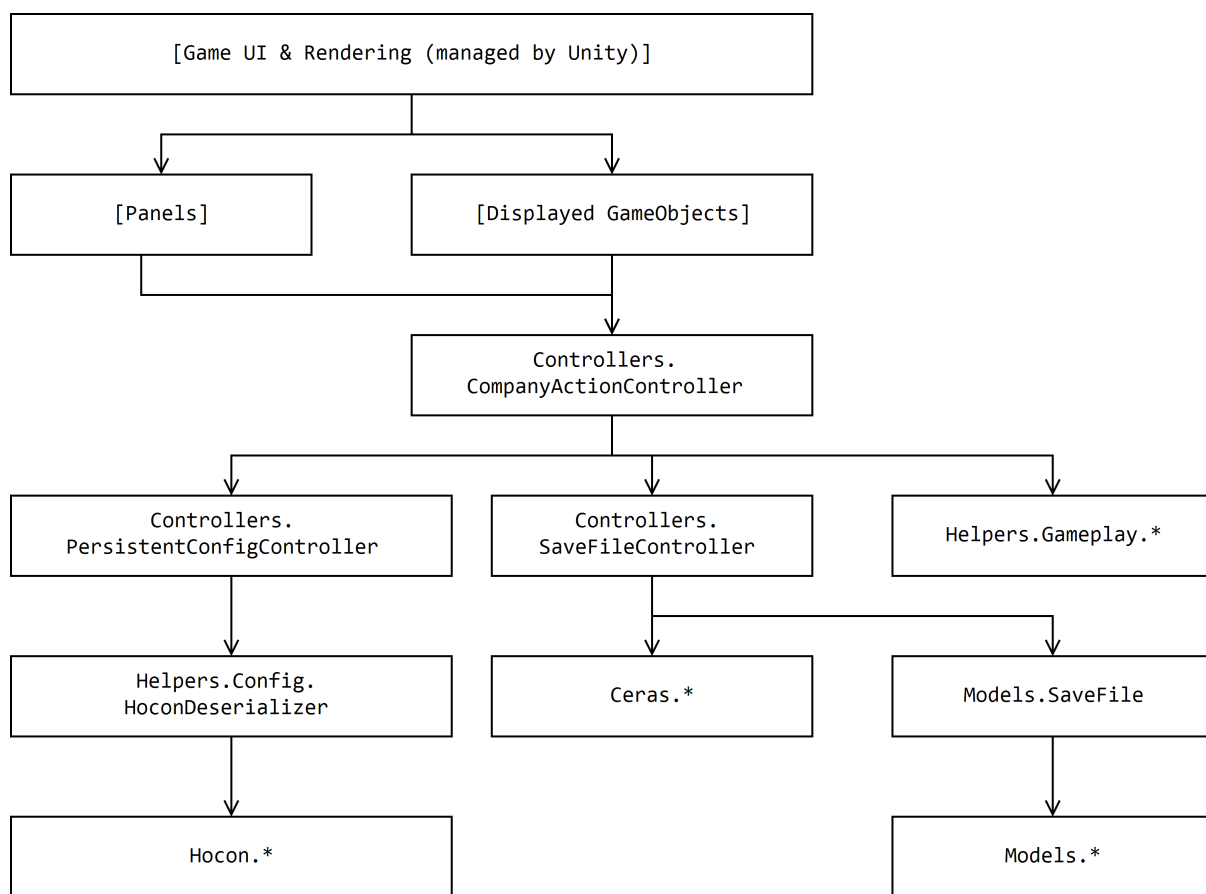 [Game UI & Rendering (managed by Unity)]
[Panels]
[Displayed GameObjects]
Controllers.
CompanyActionController
Controllers.
PersistentConfigController
Controllers.
SaveFileController
Helpers.Gameplay.*
Helpers.Config.
HoconDeserializer
Ceras.*
Models.SaveFile
Hocon.*
Models.*